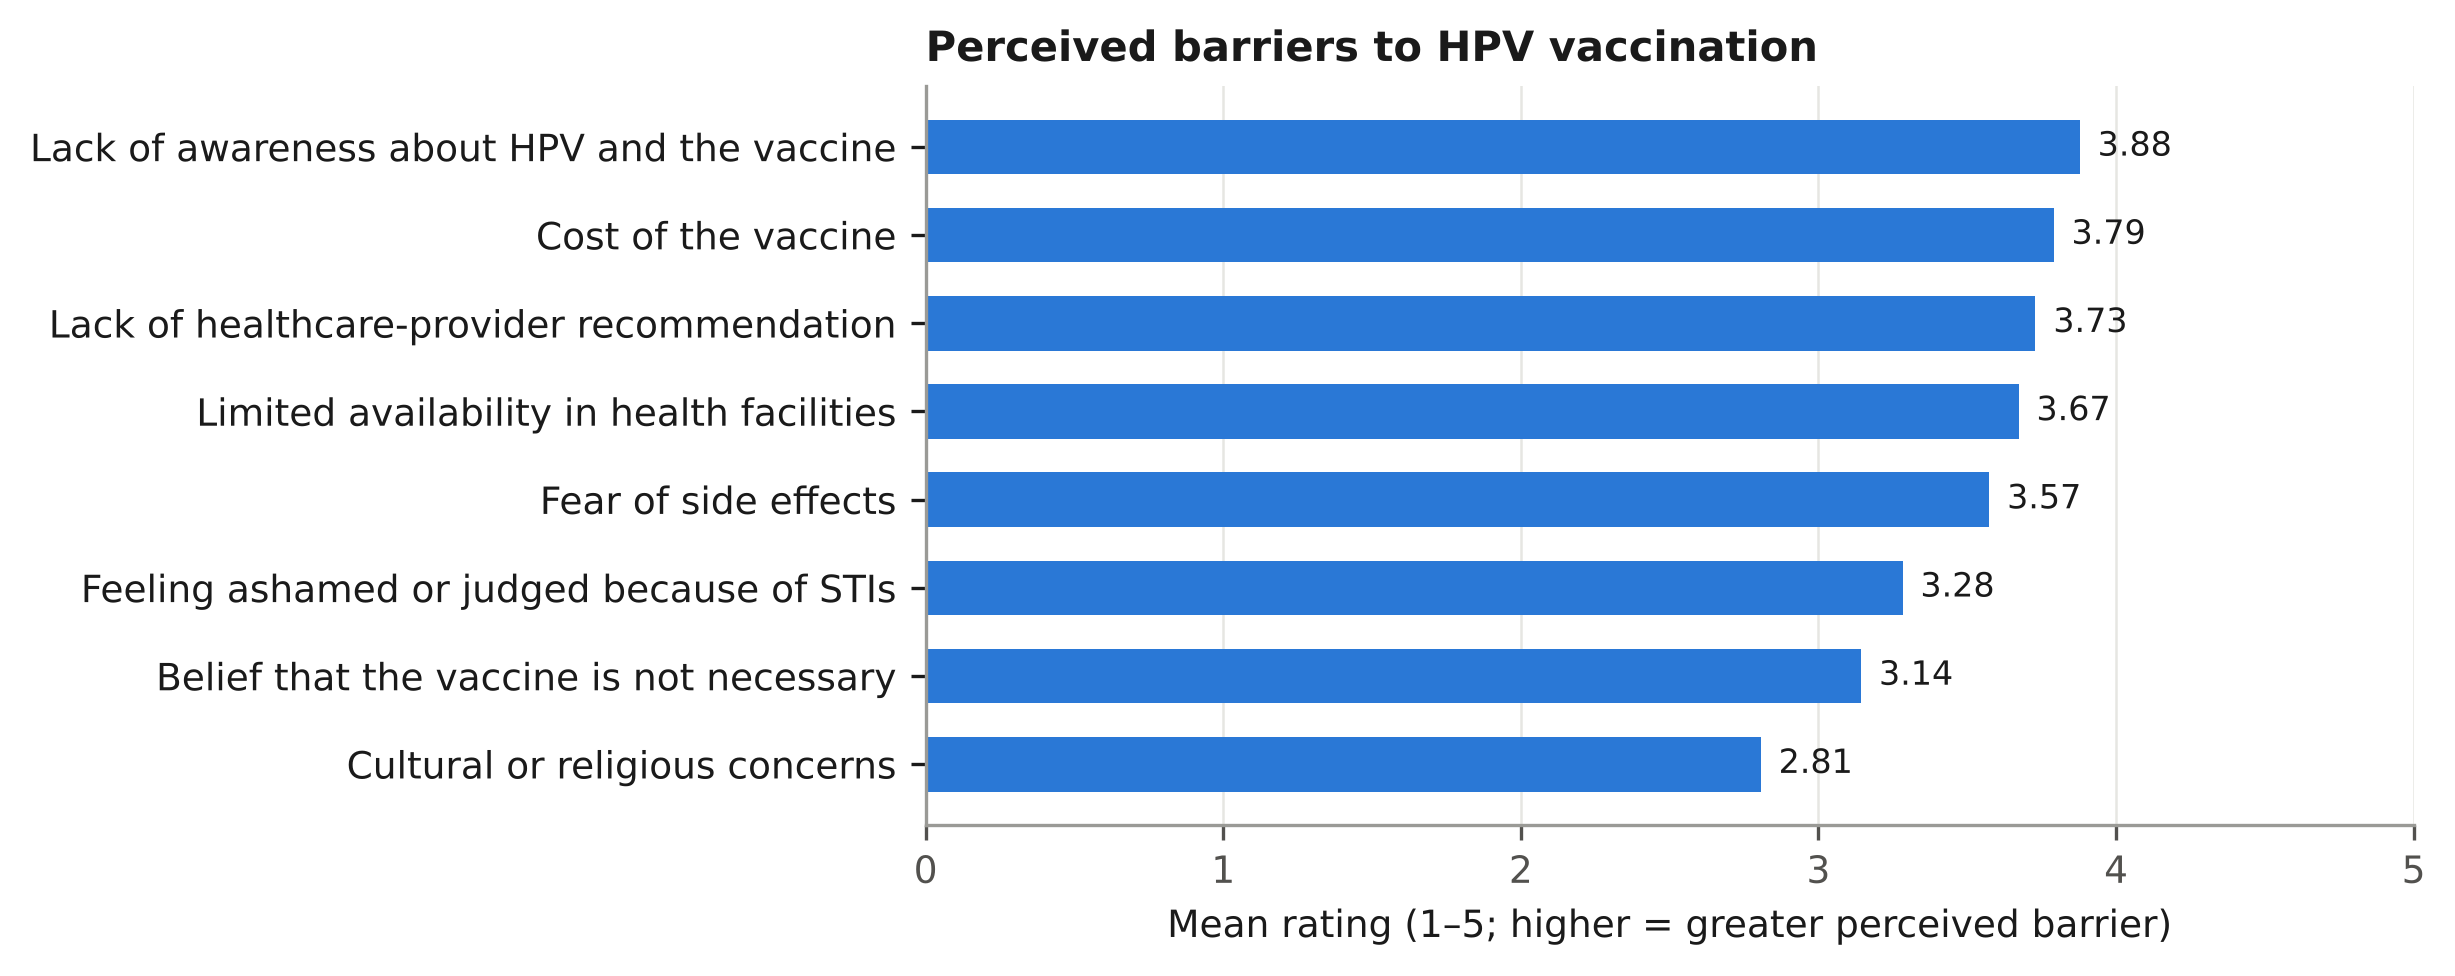 Perceived barriers to HPV vaccination
Lack of awareness about HPV and the vaccine 3.88
Cost of the vaccine 3.79
Lack of healthcare-provider recommendation 3.73
Limited availability in health facilities 3.67
Fear of side effects 3.57
Feeling ashamed or judged because of STIs 3.28
Belief that the vaccine is not necessary 3.14
Cultural or religious concerns 2.81
0 1 2 3 4 5
Mean rating (1–5; higher = greater perceived barrier)